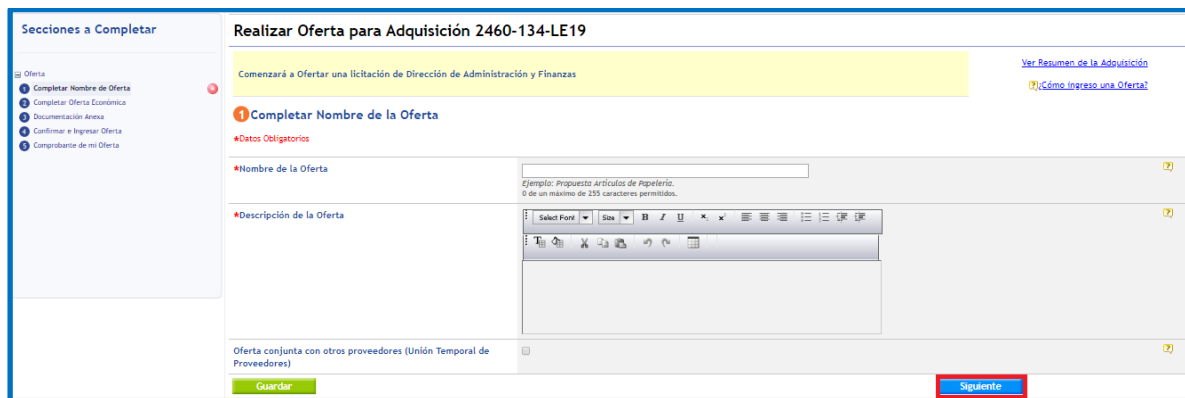 Secciones a Completar
Oferta
1 Completar Nombre de Oferta
2 Completar Oferta Económica
3 Documentación Anexa
4 Confirmar e Ingresar Oferta
5 Comprobante de mi Oferta
Realizar Oferta para Adquisición 2460-134-LE19
Comenzará a Ofertar una licitación de Dirección de Administración y Finanzas
Ver Resumen de la Adquisición
?¿Cómo ingreso una Oferta?
1 Completar Nombre de la Oferta
*Datos Obligatorios
*Nombre de la Oferta
Ejemplo: Propuesta Artículos de Papelería.
0 de un máximo de 255 caracteres permitidos.
*Descripción de la Oferta
Select Font Size B I U x x
Oferta conjunta con otros proveedores (Unión Temporal de
Proveedores)
Guardar
Siguiente